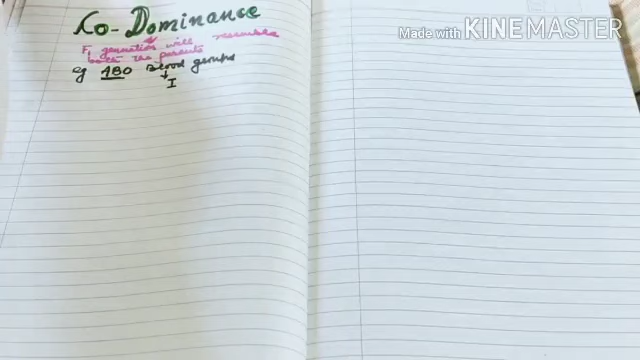 Made with KINEMASTER
Co-Dominance
F1 generation will resemble
both the parents
eg ABO Blood groups
I